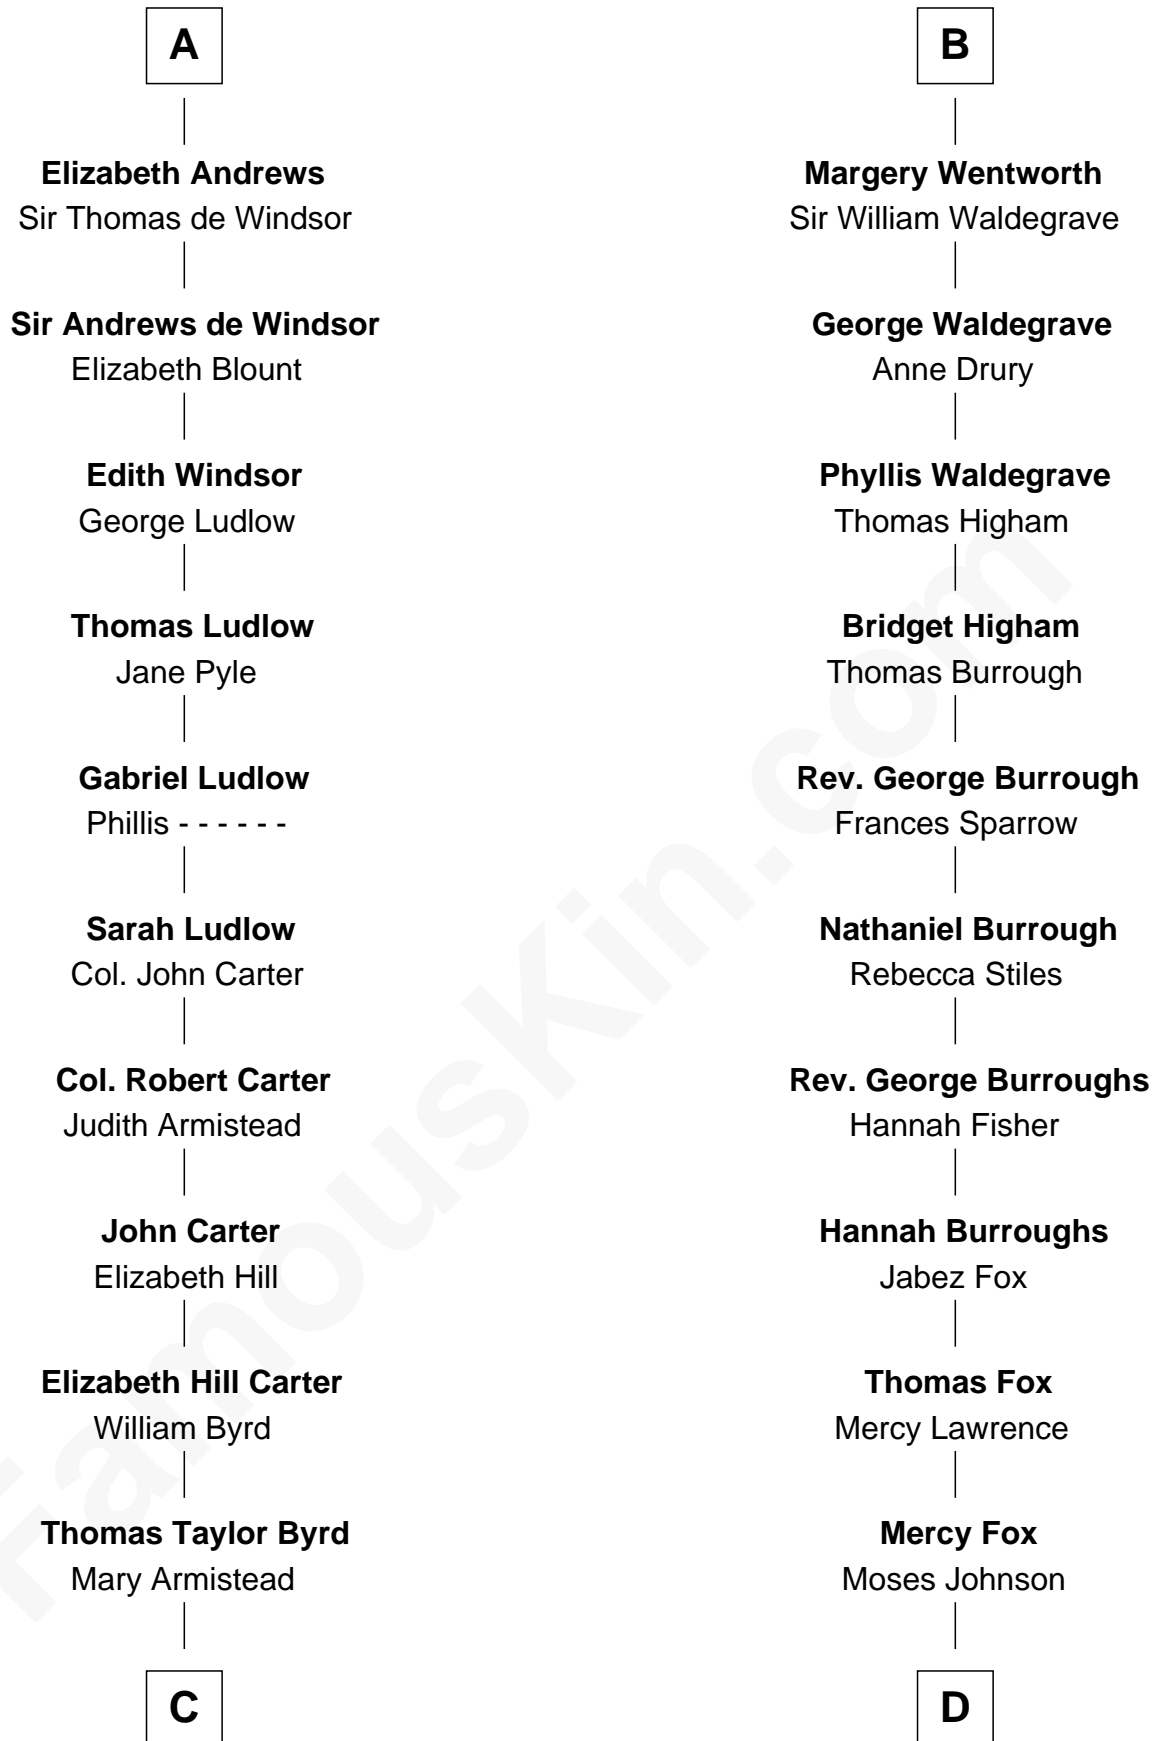 A
Elizabeth Andrews
Sir Thomas de Windsor
Sir Andrews de Windsor
Elizabeth Blount
Edith Windsor
George Ludlow
Thomas Ludlow
Jane Pyle
Gabriel Ludlow
Phillis - - - - - -
Sarah Ludlow
Col. John Carter
Col. Robert Carter
Judith Armistead
John Carter
Elizabeth Hill
Elizabeth Hill Carter
William Byrd
Thomas Taylor Byrd
Mary Armistead
C
B
Margery Wentworth
Sir William Waldegrave
George Waldegrave
Anne Drury
Phyllis Waldegrave
Thomas Higham
Bridget Higham
Thomas Burrough
Rev. George Burrough
Frances Sparrow
Nathaniel Burrough
Rebecca Stiles
Rev. George Burroughs
Hannah Fisher
Hannah Burroughs
Jabez Fox
Thomas Fox
Mercy Lawrence
Mercy Fox
Moses Johnson
D
FamousKin.com